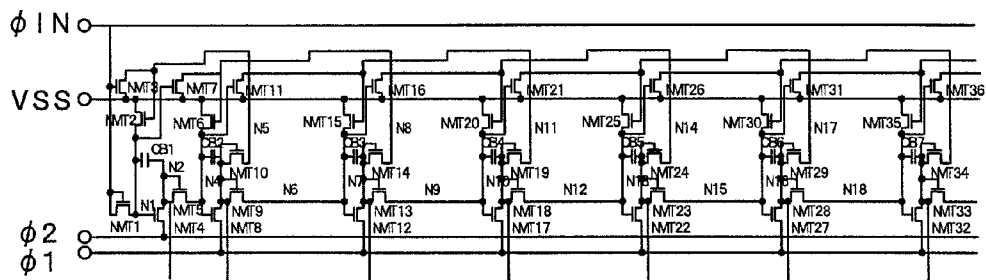 φIN
NMT3 NMT7 NMT11 NMT16 NMT21 NMT26 NMT31 NMT36
VSS
NMT2 NMT6 N5 NMT15 N8 NMT20 N11 NMT25 N14 NMT30 N17 NMT35
CB1 CB2 CB3 CB4 CB5 CB6 CB7
N2 NMT10 NMT14 NMT19 NMT24 NMT29 NMT34
N4 N6 N7 N9 N10 N12 N13 N15 N16 N18
N1 NMT5 NMT9 NMT13 NMT18 NMT23 NMT28 NMT33
NMT1 NMT4 NMT8 NMT12 NMT17 NMT22 NMT27 NMT32
φ2
φ1